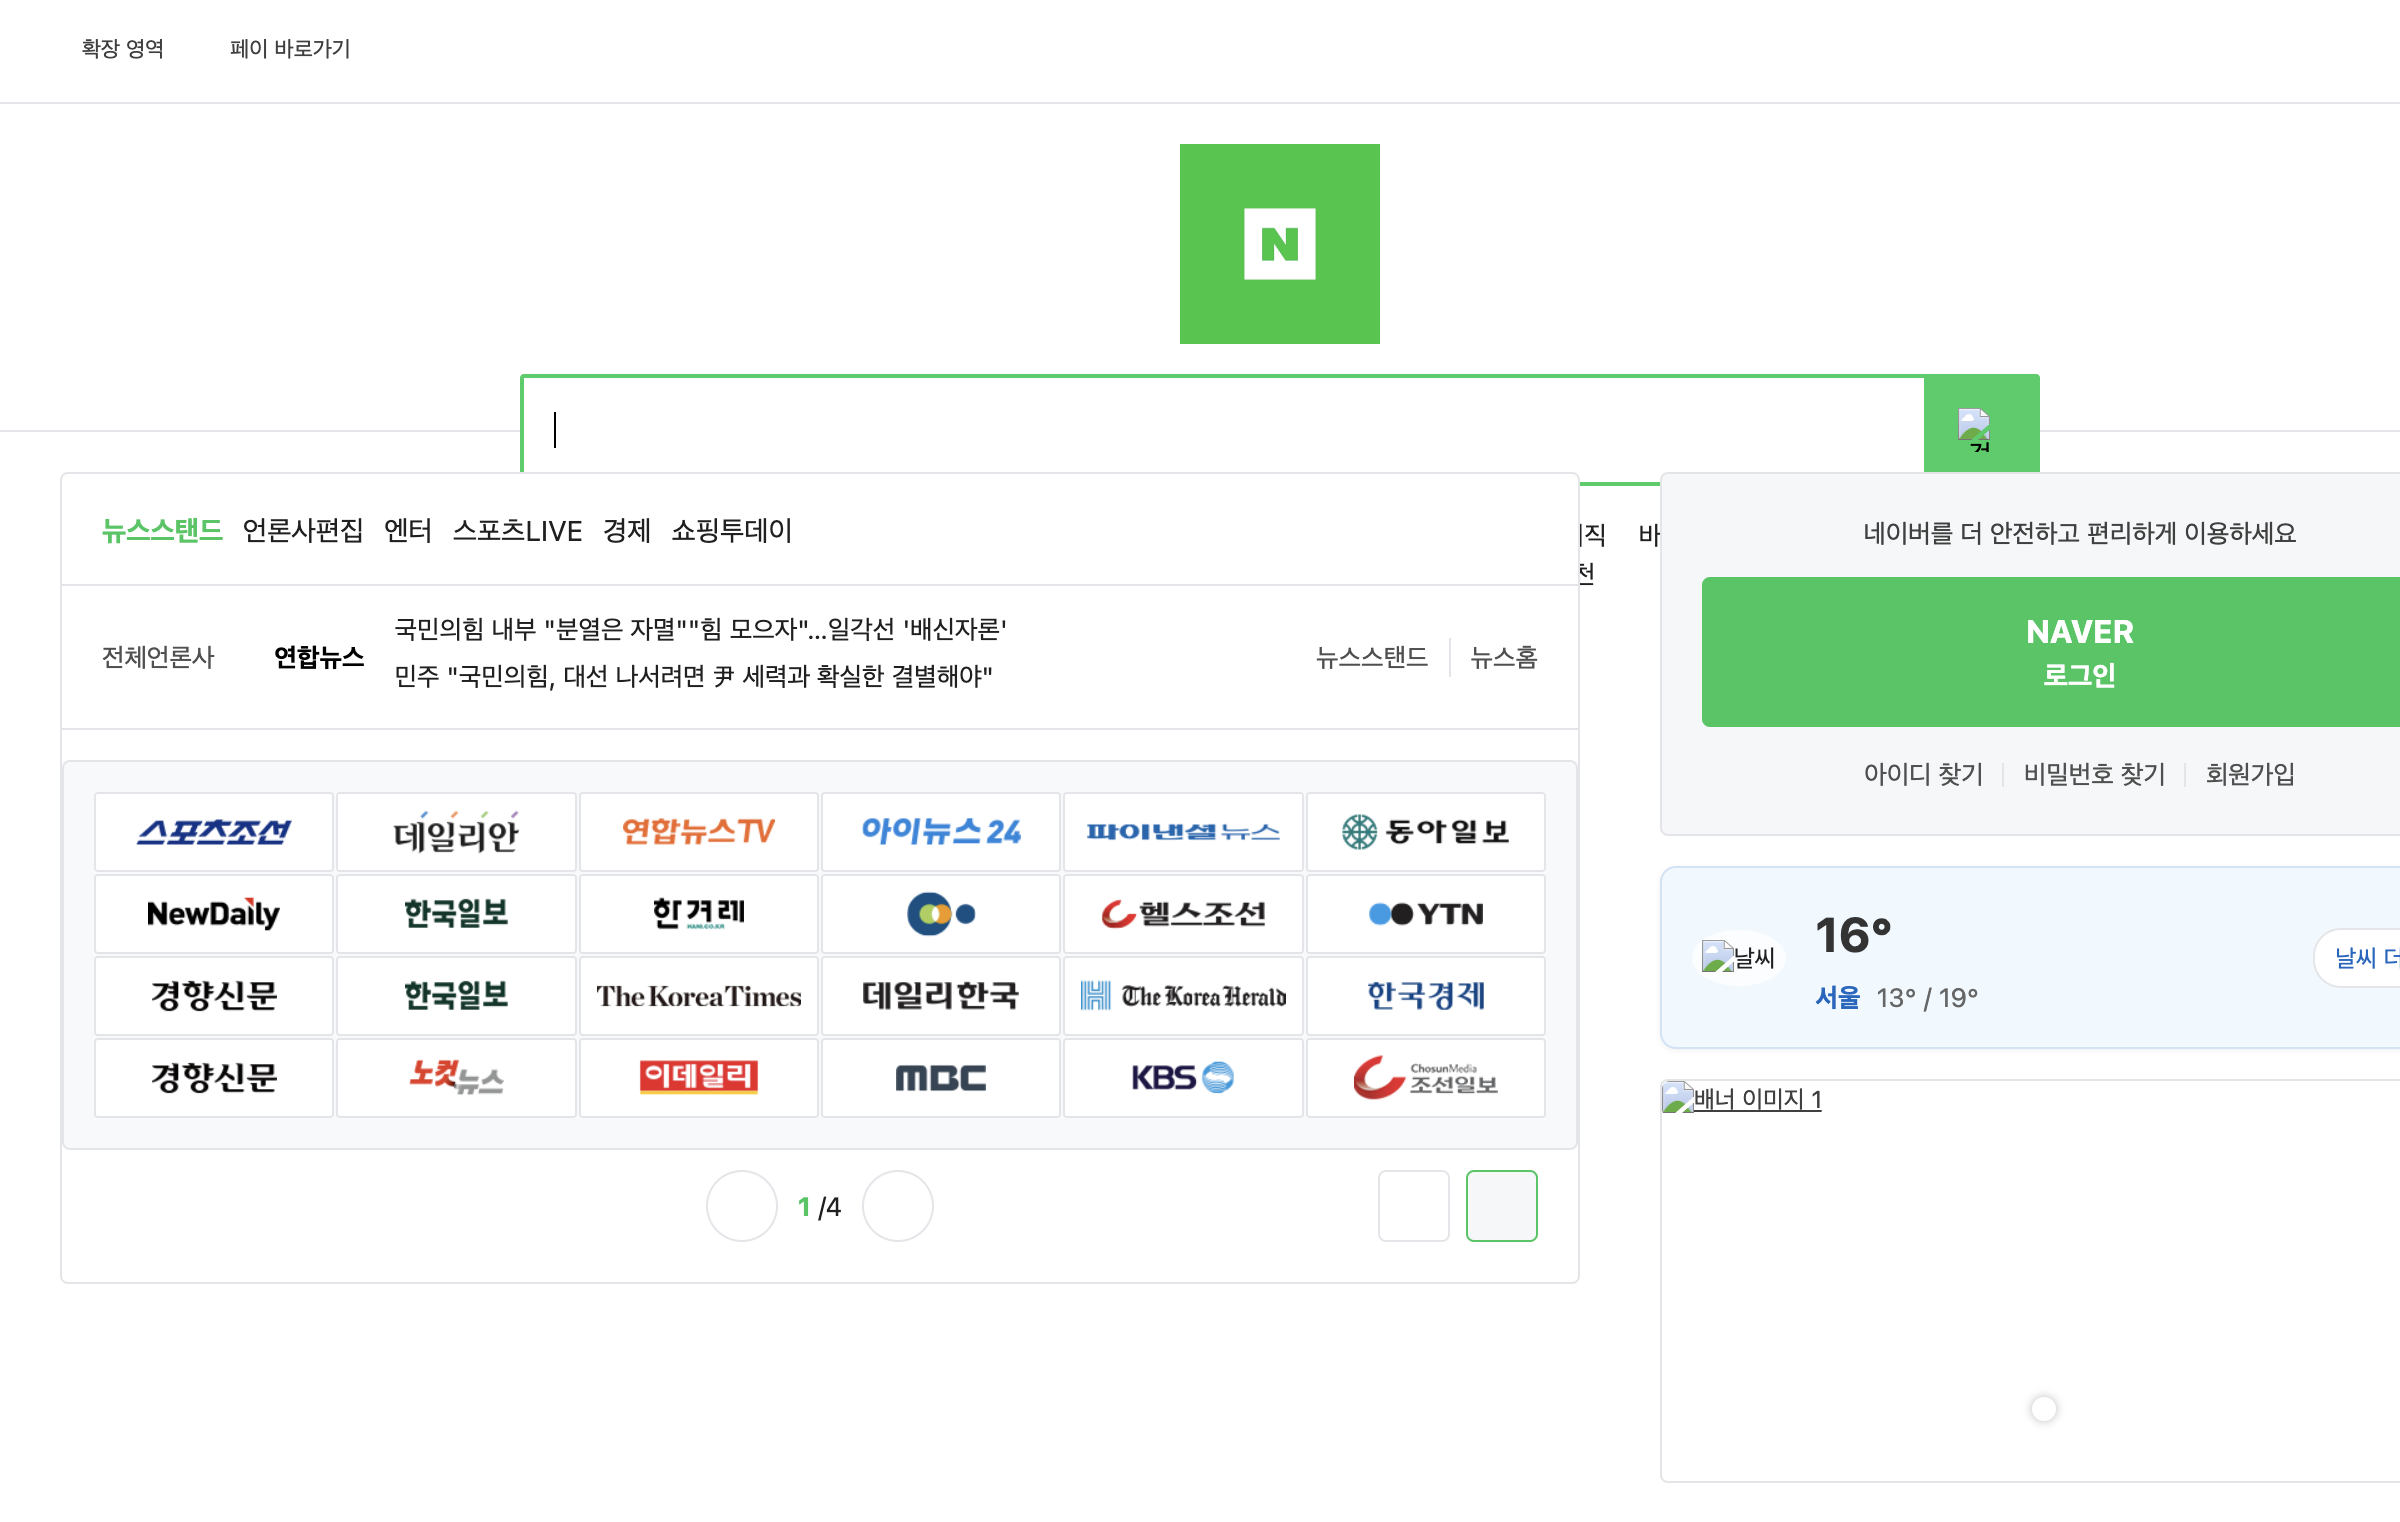 확장 영역 페이 바로가기
N
뉴스스탠드 언론사편집 엔터 스포츠LIVE 경제 쇼핑투데이
직 바
천
전체언론사 연합뉴스
국민의힘 내부 "분열은 자멸""힘 모으자"...일각선 '배신자론'
민주 "국민의힘, 대선 나서려면 尹 세력과 확실한 결별해야"
뉴스스탠드 뉴스홈
스포츠조선 데일리안 연합뉴스TV 아이뉴스24 파이낸셜뉴스 동아일보
NewDaily 한국일보 한겨레 HANI.CO.KR 헬스조선 YTN
경향신문 한국일보 The Korea Times 데일리한국 The Korea Herald 한국경제
경향신문 노컷뉴스 이데일리 MBC KBS ChosunMedia 조선일보
1 /4
네이버를 더 안전하고 편리하게 이용하세요
NAVER
로그인
아이디 찾기 비밀번호 찾기 회원가입
날씨
16°
서울 13° / 19°
날씨 더
배너 이미지 1